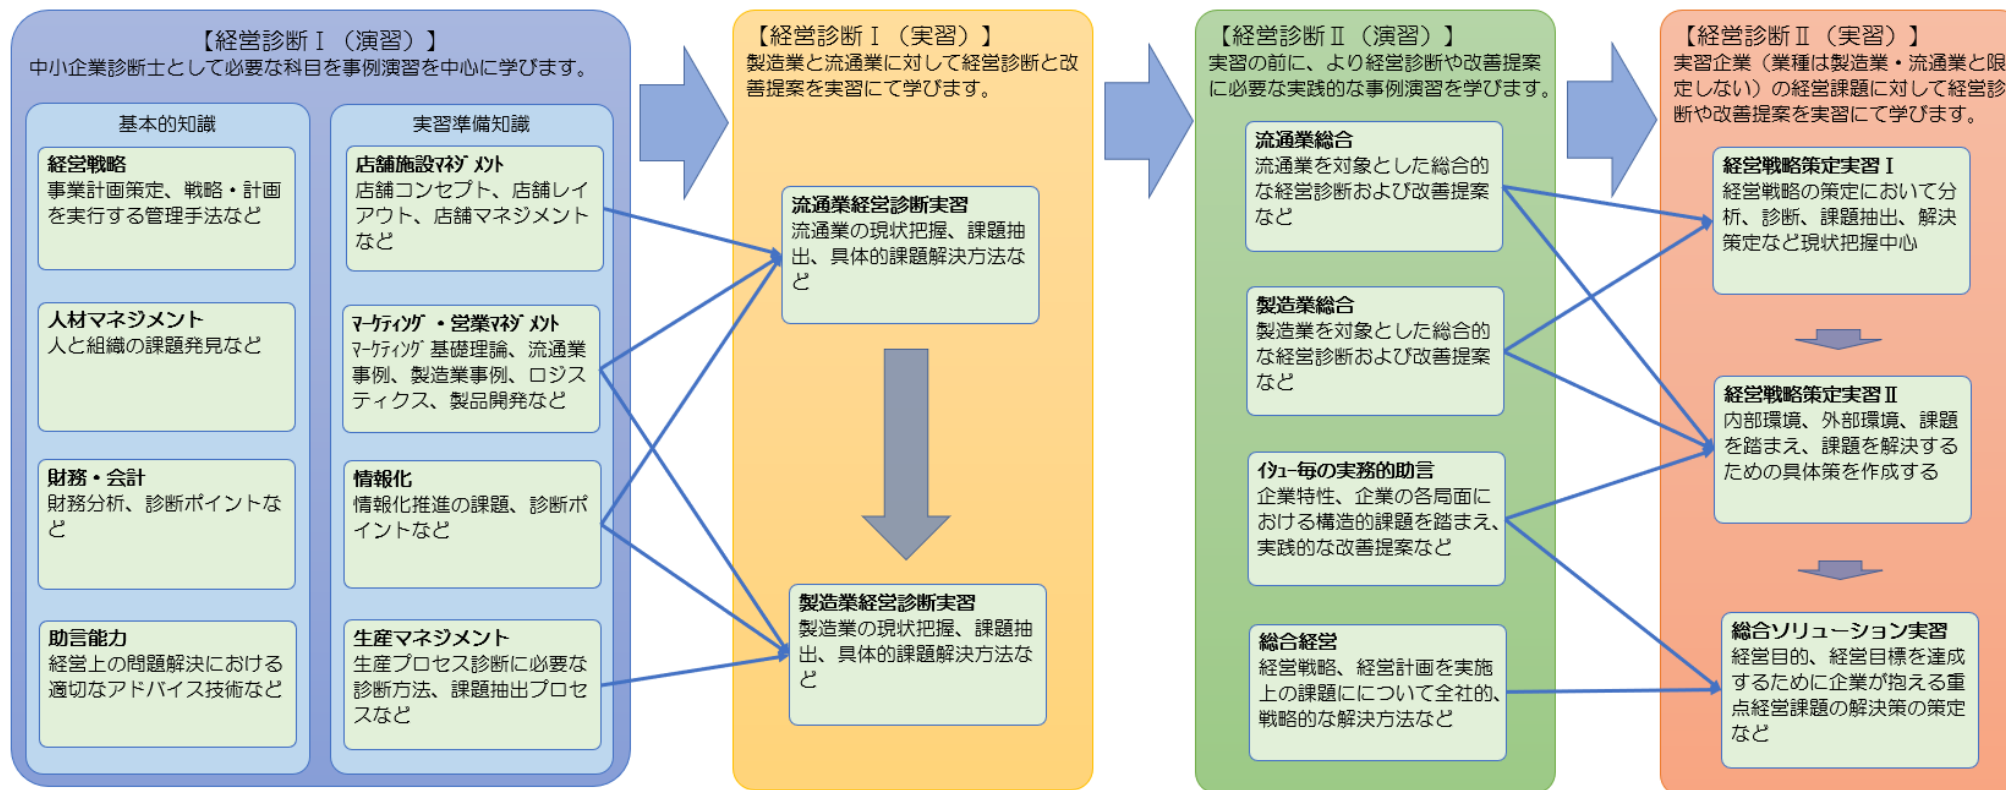 【経営診断Ⅰ（演習）】
中小企業診断士として必要な科目を事例演習を中心に学びます。
基本的知識
経営戦略
事業計画策定、戦略・計画
を実行する管理手法など
人材マネジメント
人と組織の課題発見など
財務・会計
財務分析、診断ポイントな
ど
助言能力
経営上の問題解決における
適切なアドバイス技術など
実習準備知識
店舗施設ﾏﾈｼﾞﾒﾝﾄ
店舗コンセプト、店舗レイ
アウト、店舗マネジメント
など
ﾏｰｹﾃｨﾝｸﾞ・営業ﾏﾈｼﾞﾒﾝﾄ
ﾏｰｹﾃｨﾝｸﾞ基礎理論、流通業
事例、製造業事例、ロジス
ティクス、製品開発など
情報化
情報化推進の課題、診断ポ
イントなど
生産マネジメント
生産プロセス診断に必要な
診断方法、課題抽出プロセ
スなど
【経営診断Ⅰ（実習）】
製造業と流通業に対して経営診断と改
善提案を実習にて学びます。
流通業経営診断実習
流通業の現状把握、課題抽
出、具体的課題解決方法な
ど
製造業経営診断実習
製造業の現状把握、課題抽
出、具体的課題解決方法な
ど
【経営診断Ⅱ（演習）】
実習の前に、より経営診断や改善提案
に必要な実践的な事例演習を学びます。
流通業総合
流通業を対象とした総合的
な経営診断および改善提案
など
製造業総合
製造業を対象とした総合的
な経営診断および改善提案
など
ｲｼｭｰ毎の実務的助言
企業特性、企業の各局面に
おける構造的課題を踏まえ、
実践的な改善提案など
総合経営
経営戦略、経営計画を実施
上の課題にについて全社的、
戦略的な解決方法など
【経営診断Ⅱ（実習）】
実習企業（業種は製造業・流通業と限
定しない）の経営課題に対して経営診
断や改善提案を実習にて学びます。
経営戦略策定実習Ⅰ
経営戦略の策定において分
析、診断、課題抽出、解決
策定など現状把握中心
経営戦略策定実習Ⅱ
内部環境、外部環境、課題
を踏まえ、課題を解決する
ための具体策を作成する
総合ソリューション実習
経営目的、経営目標を達成
するために企業が抱える重
点経営課題の解決策の策定
など